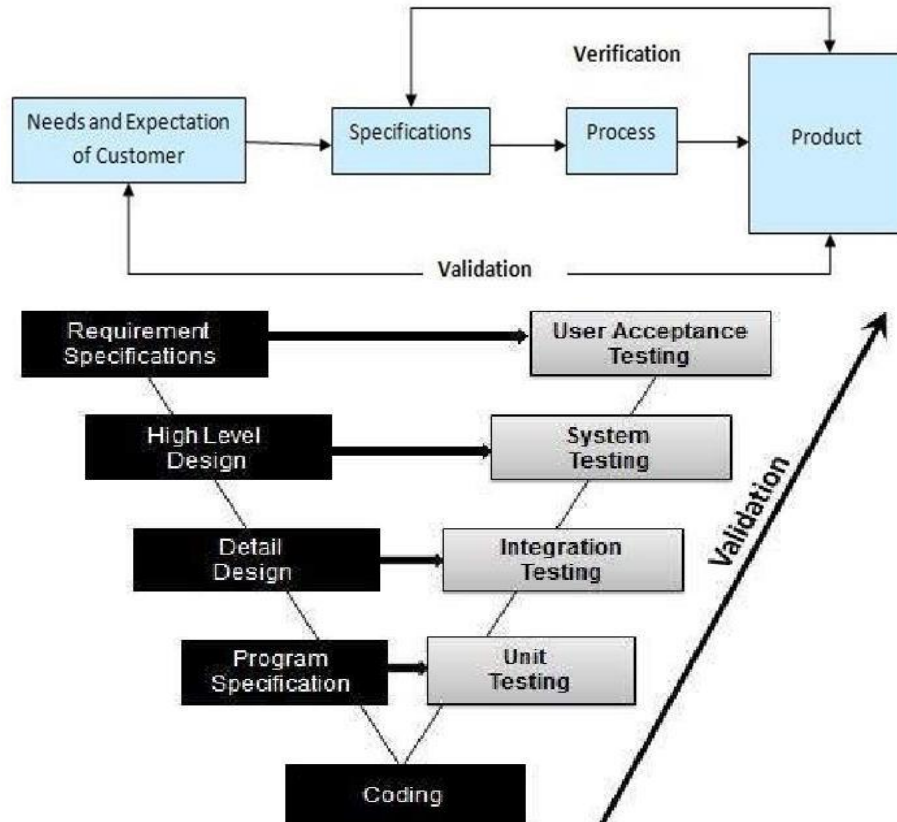 Verification
Needs and Expectation
of Customer
Specifications
Process
Product
Validation
Requirement
Specifications
User Acceptance
Testing
High Level
Design
System
Testing
Detail
Design
Integration
Testing
Program
Specification
Unit
Testing
Coding
Validation